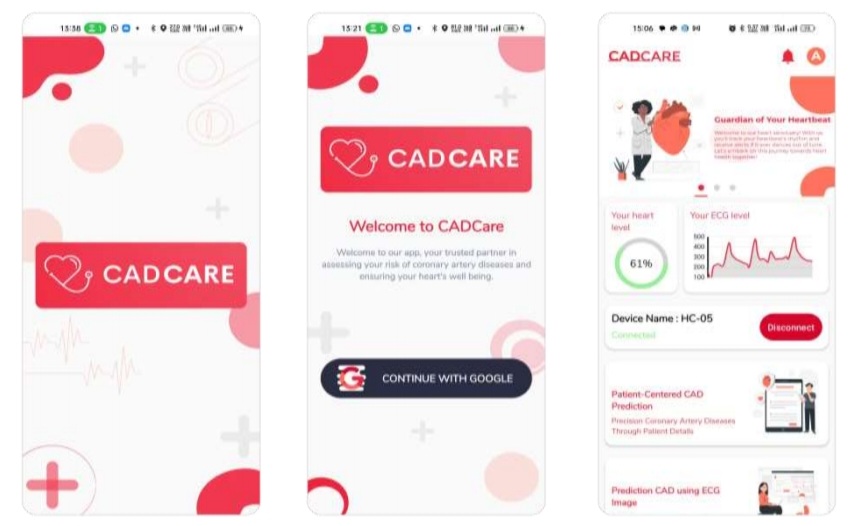 15:38
CADCARE
15:21
CADCARE
Welcome to CADCare
Welcome to our app, your trusted partner in
assessing your risk of coronary artery diseases and
ensuring your heart's well being.
CONTINUE WITH GOOGLE
15:06
CADCARE
A
Guardian of Your Heartbeat
Your heart
level
61%
Your ECG level
500
400
300
200
100
Device Name : HC-05
Connected
Disconnect
Patient-Centered CAD
Prediction
Precision Coronary Artery Diseases
Through Patient Details
Prediction CAD using ECG
Image